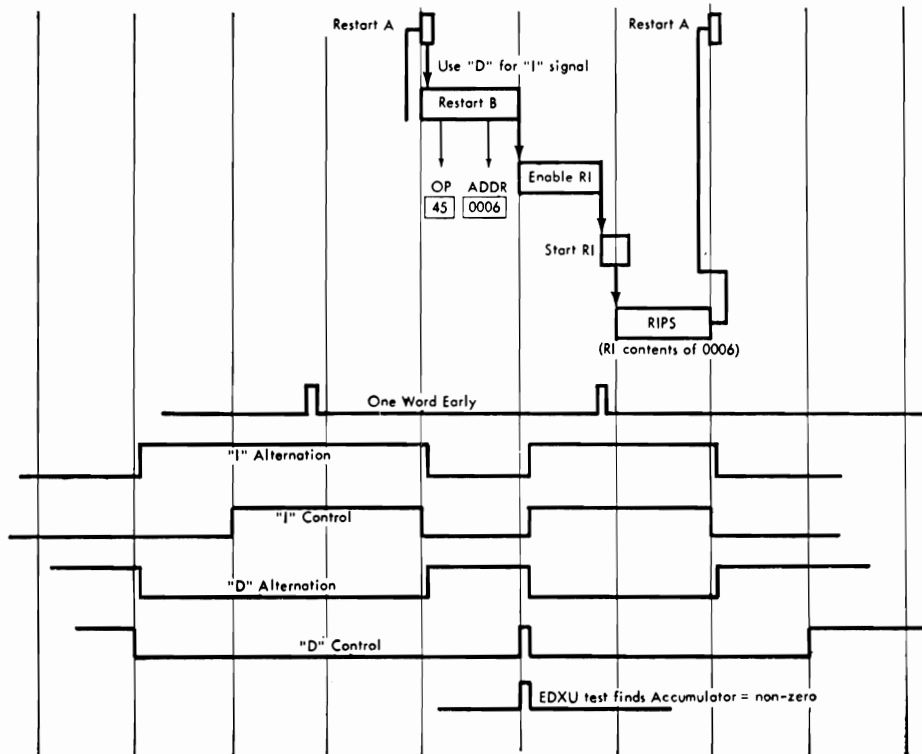 Restart A
Restart A
Use "D" for "I" signal
Restart B
OP ADDR
45 0006
Enable RI
Start RI
RIPS
(RI contents of 0006)
One Word Early
"I" Alternation
"I" Control
"D" Alternation
"D" Control
EDXU test finds Accumulator = non-zero